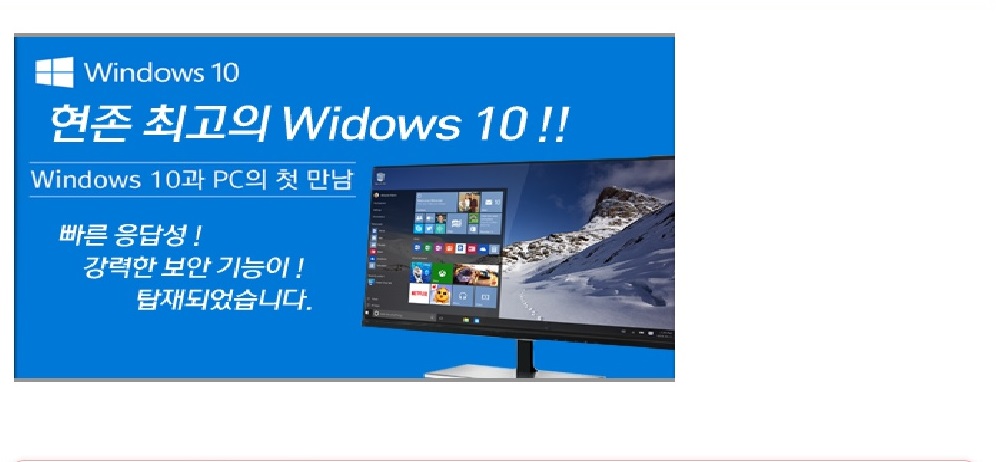 Windows 10
현존 최고의 Widows 10 !!
Windows 10과 PC의 첫 만남
빠른 응답성 !
강력한 보안 기능이 !
탑재되었습니다.
NETFLIX